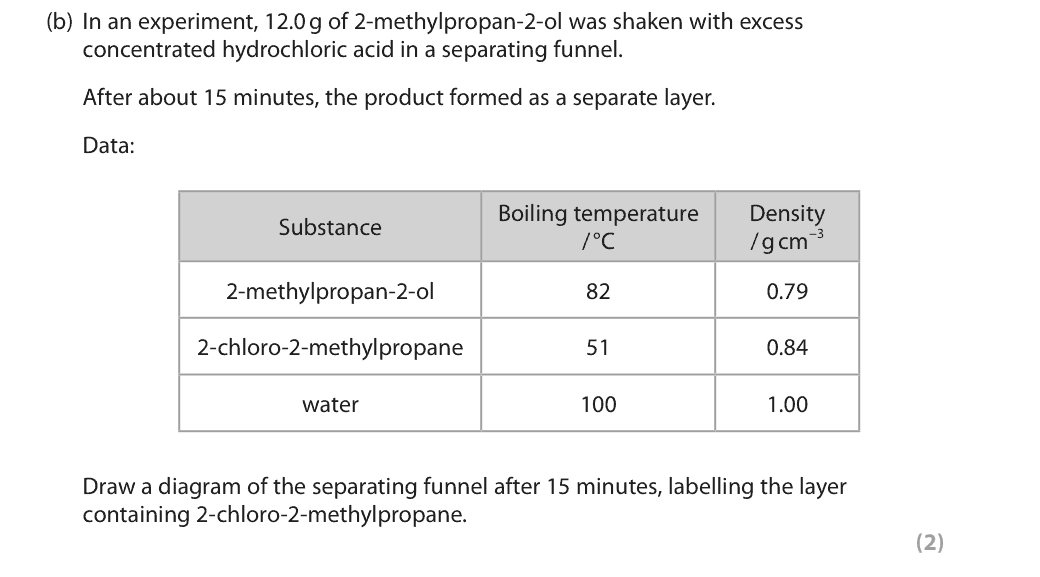 (b) In an experiment, 12.0 g of 2-methylpropan-2-ol was shaken with excess
concentrated hydrochloric acid in a separating funnel.
After about 15 minutes, the product formed as a separate layer.
Data:
Substance
Boiling temperature
/ °C
Density
/ g cm⁻³
2-methylpropan-2-ol 82 0.79
2-chloro-2-methylpropane 51 0.84
water 100 1.00
Draw a diagram of the separating funnel after 15 minutes, labelling the layer
containing 2-chloro-2-methylpropane.
(2)